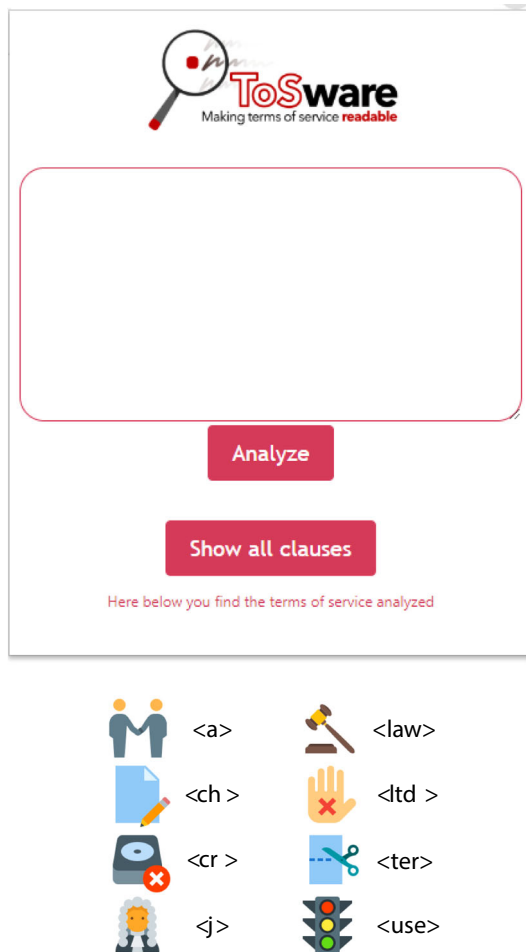 ToSware
Making terms of service readable
Analyze
Show all clauses
Here below you find the terms of service analyzed
<a> <law>
<ch > <ltd >
<cr > <ter>
<j> <use>